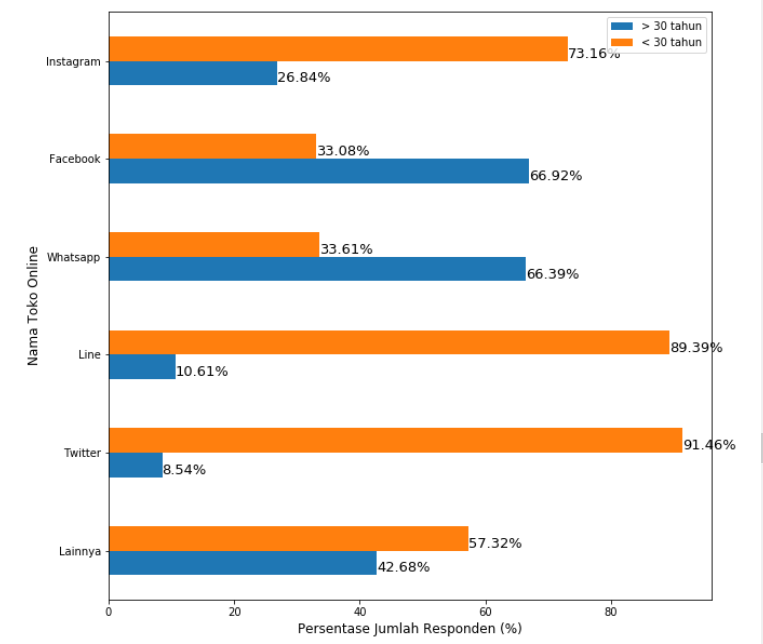 > 30 tahun
< 30 tahun
Instagram
73.16%
26.84%
Facebook
33.08%
66.92%
Whatsapp
33.61%
66.39%
Line
89.39%
10.61%
Twitter
91.46%
8.54%
Lainnya
57.32%
42.68%
Nama Toko Online
0 20 40 60 80
Persentase Jumlah Responden (%)